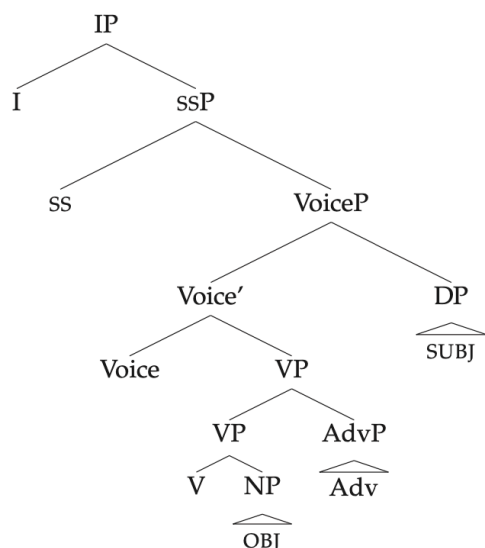 IP
I ssP
ss VoiceP
Voice′ DP
SUBJ
Voice VP
VP AdvP
V NP Adv
OBJ